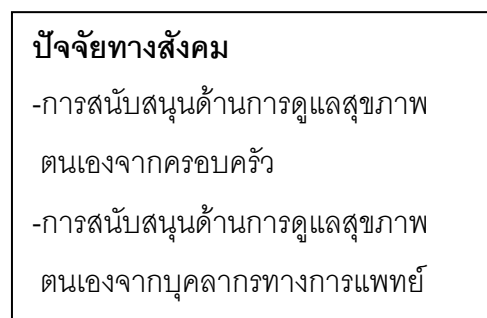 ปัจจัยทางสังคม
-การสนับสนุนด้านการดูแลสุขภาพ
ตนเองจากครอบครัว
-การสนับสนุนด้านการดูแลสุขภาพ
ตนเองจากบุคลากรทางการแพทย์